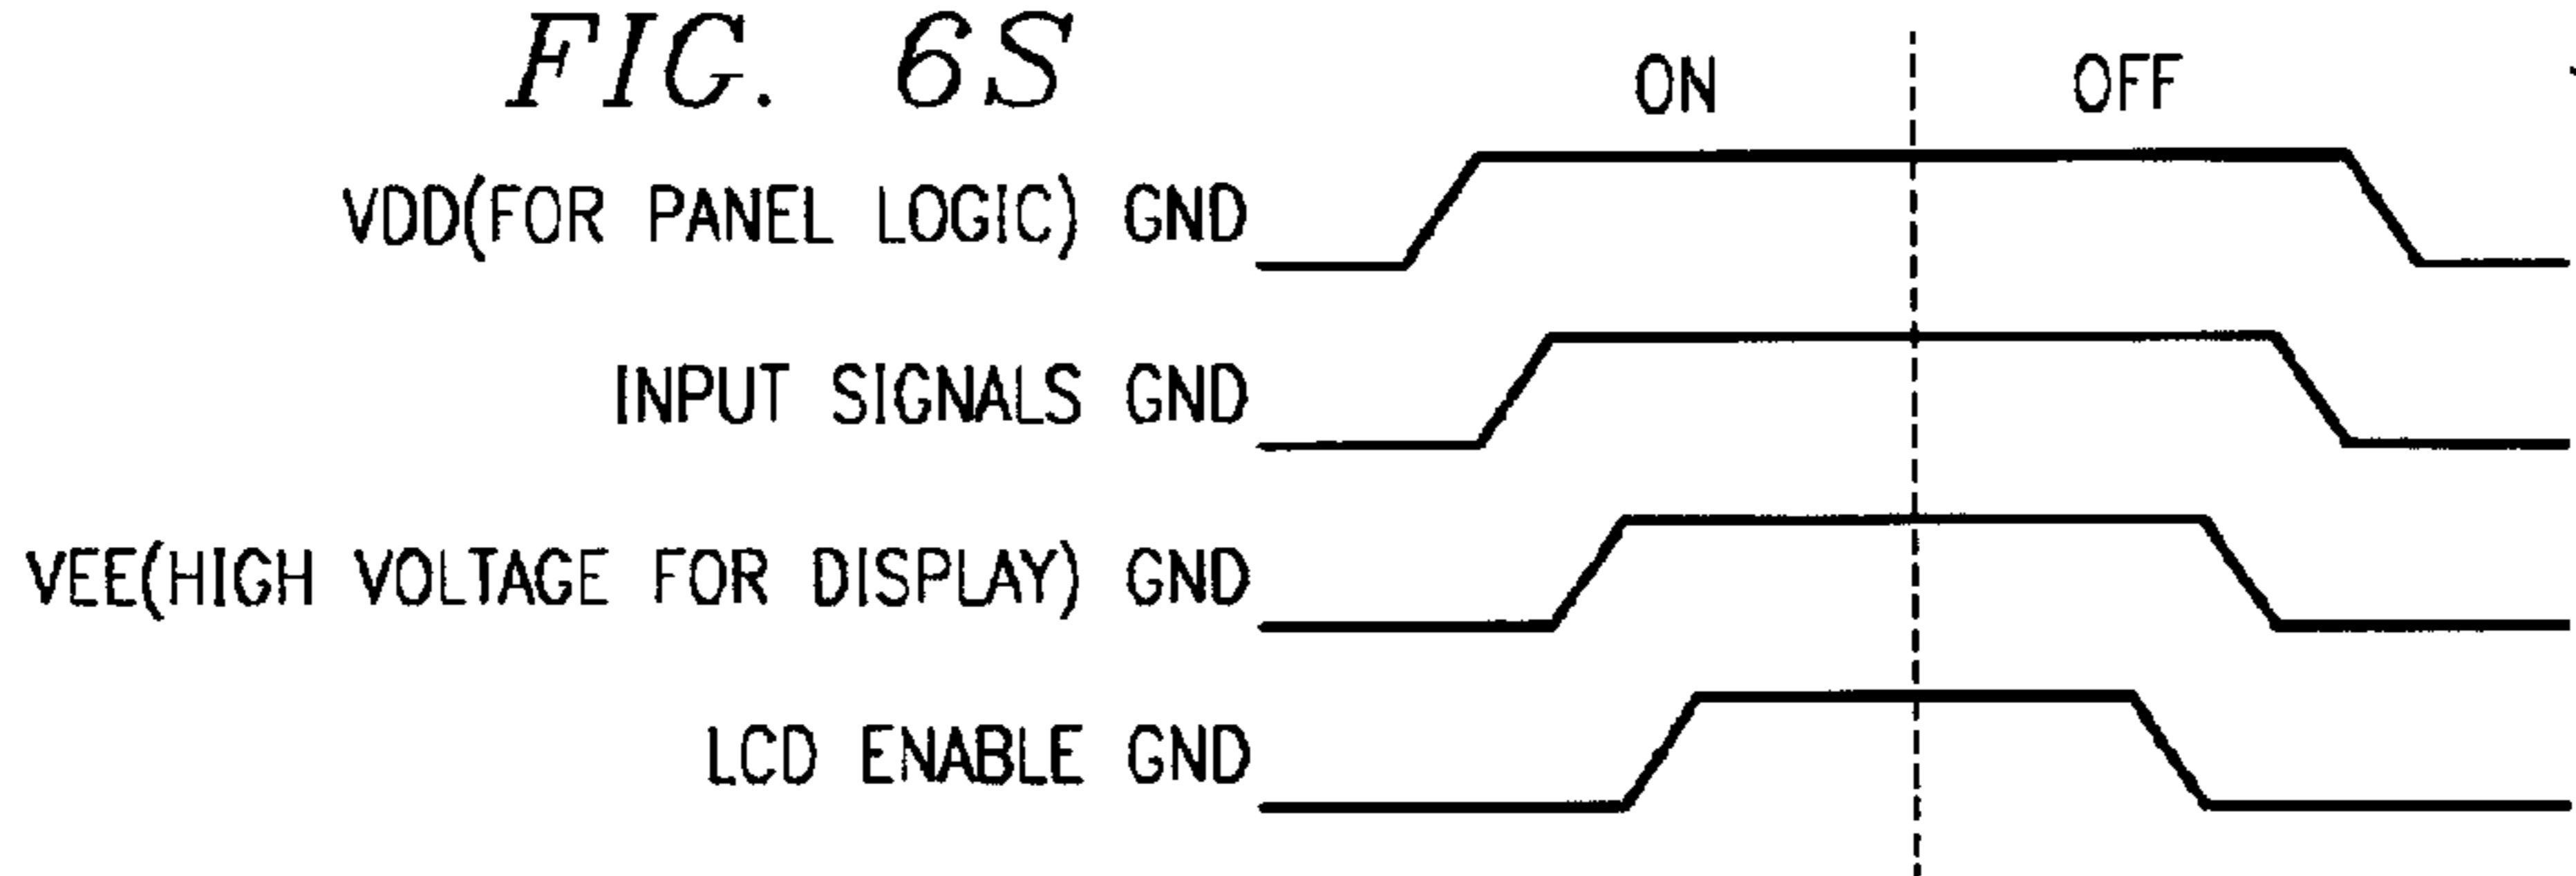 FIG. 6S
ON OFF
VDD(FOR PANEL LOGIC) GND
INPUT SIGNALS GND
VEE(HIGH VOLTAGE FOR DISPLAY) GND
LCD ENABLE GND